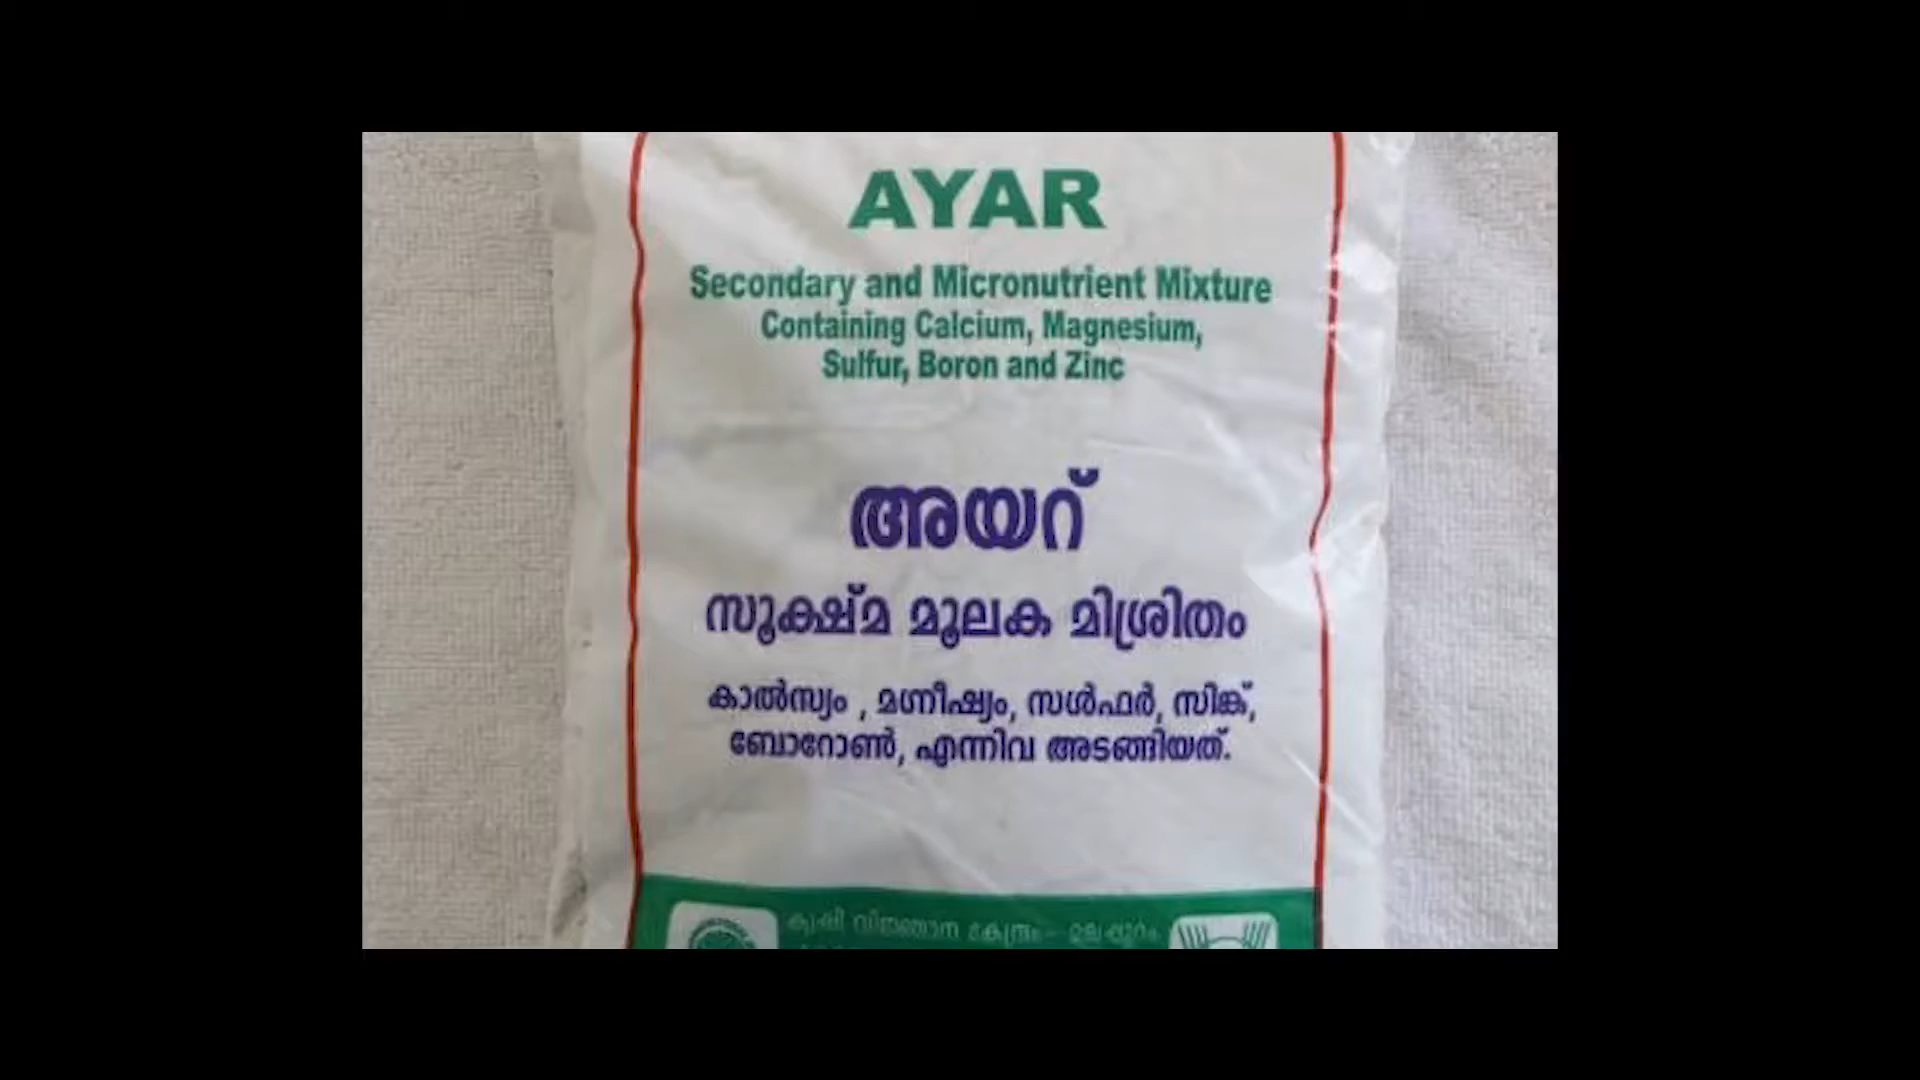 AYAR
Secondary and Micronutrient Mixture
Containing Calcium, Magnesium,
Sulfur, Boron and Zinc
അയറ്
സൂക്ഷ്മ മൂലക മിശ്രിതം
കാൽസ്യം , മഗ്നീഷ്യം, സൾഫർ, സിങ്ക്,
ബോറോൺ, എന്നിവ അടങ്ങിയത്.
കൃഷി വിജ്ഞാന കേന്ദ്രം - മലപ്പുറം